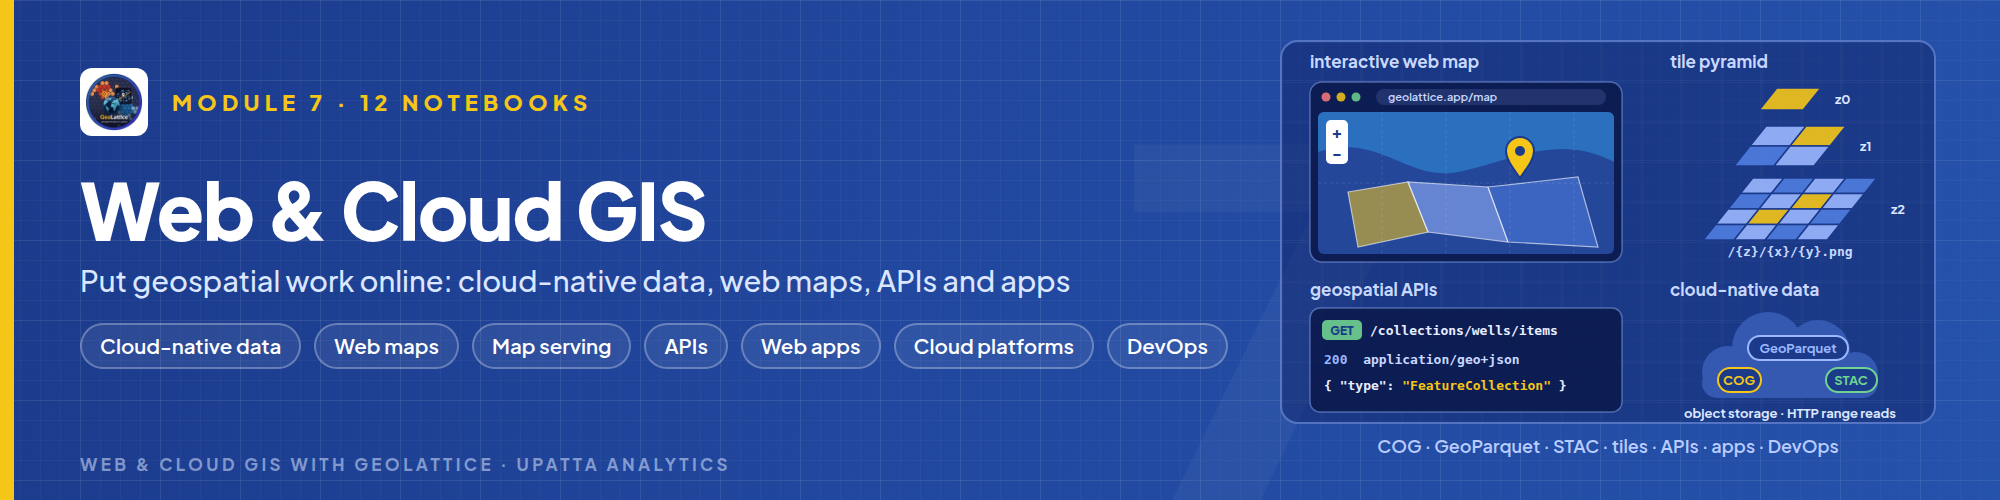 GeoLattice
MODULE 7 · 12 NOTEBOOKS
Web & Cloud GIS
Put geospatial work online: cloud-native data, web maps, APIs and apps
Cloud-native data
Web maps
Map serving
APIs
Web apps
Cloud platforms
DevOps
WEB & CLOUD GIS WITH GEOLATTICE · UPATTA ANALYTICS
interactive web map
geolattice.app/map
+
−
tile pyramid
z0
z1
z2
/{z}/{x}/{y}.png
geospatial APIs
GET /collections/wells/items
200 application/geo+json
{ "type": "FeatureCollection" }
cloud-native data
GeoParquet
COG
STAC
object storage · HTTP range reads
COG · GeoParquet · STAC · tiles · APIs · apps · DevOps